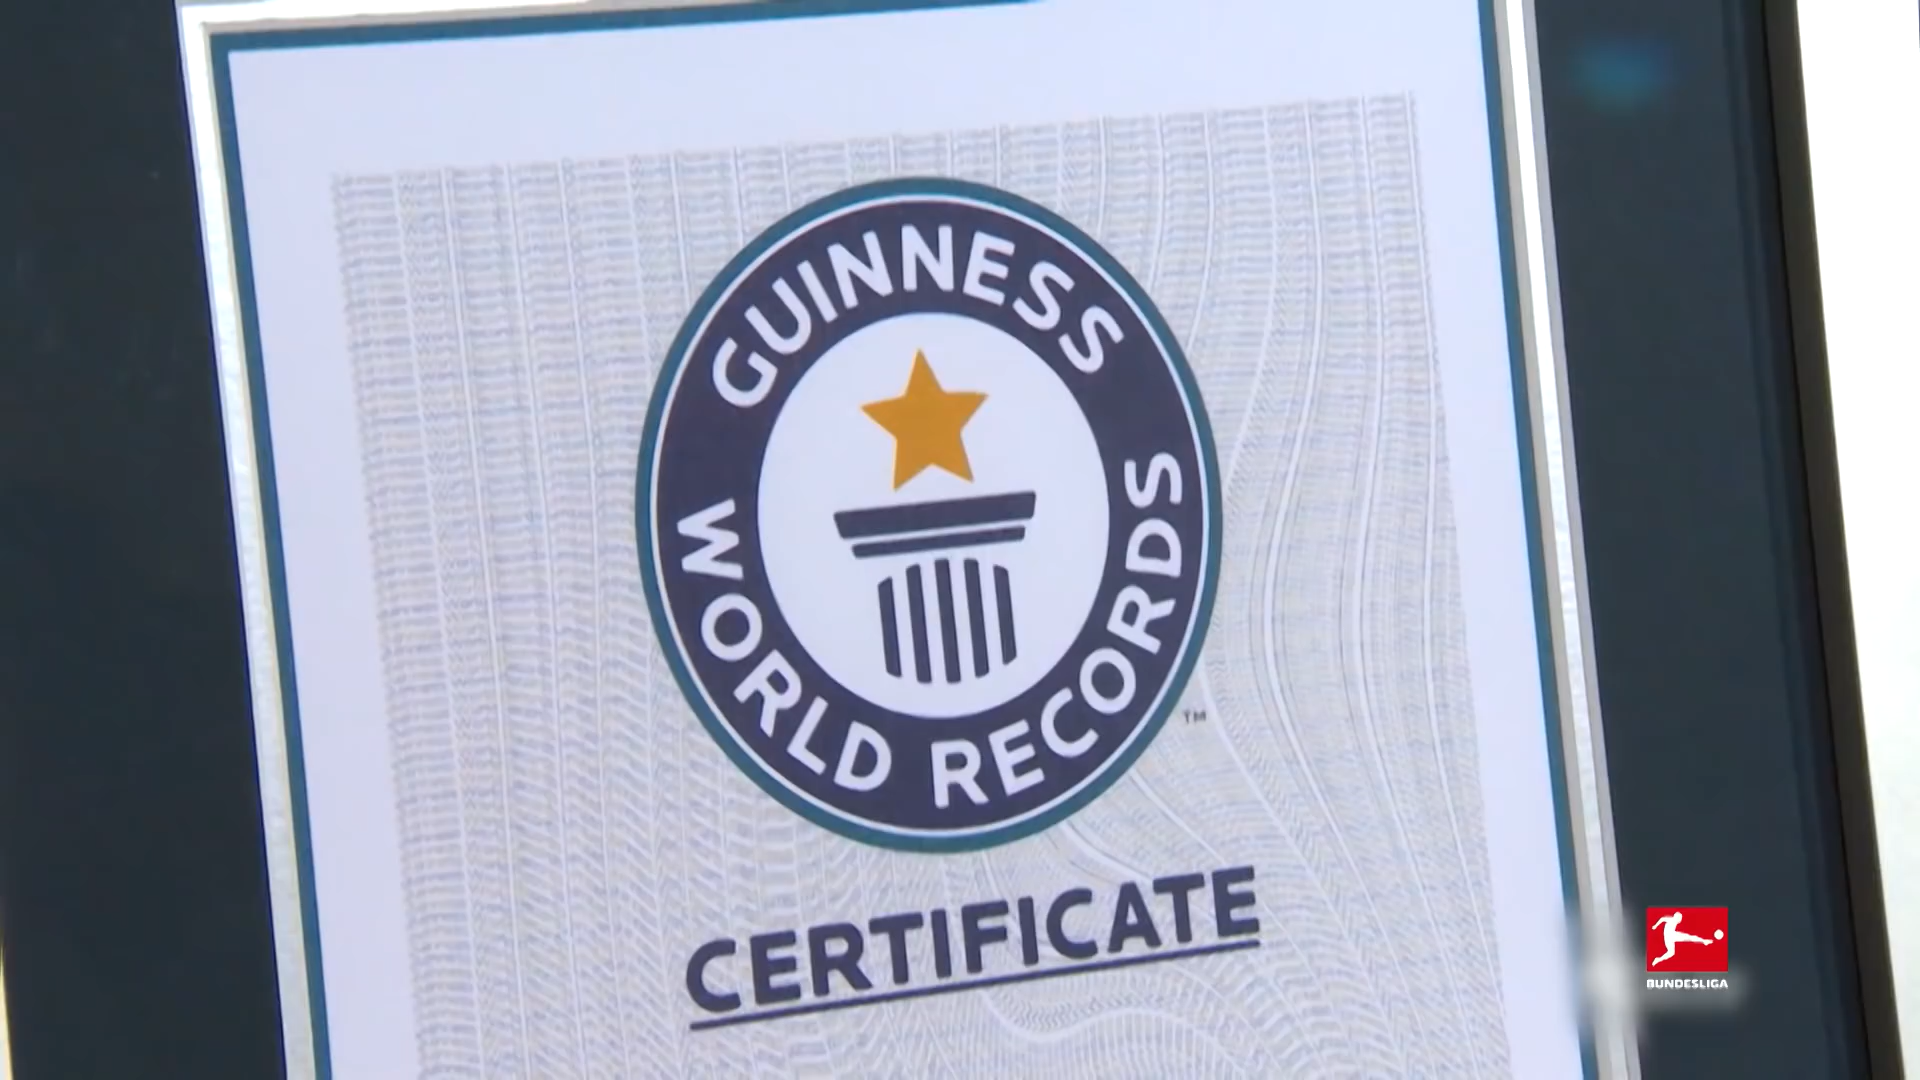 GUINNESS
WORLD RECORDS
™
CERTIFICATE
BUNDESLIGA